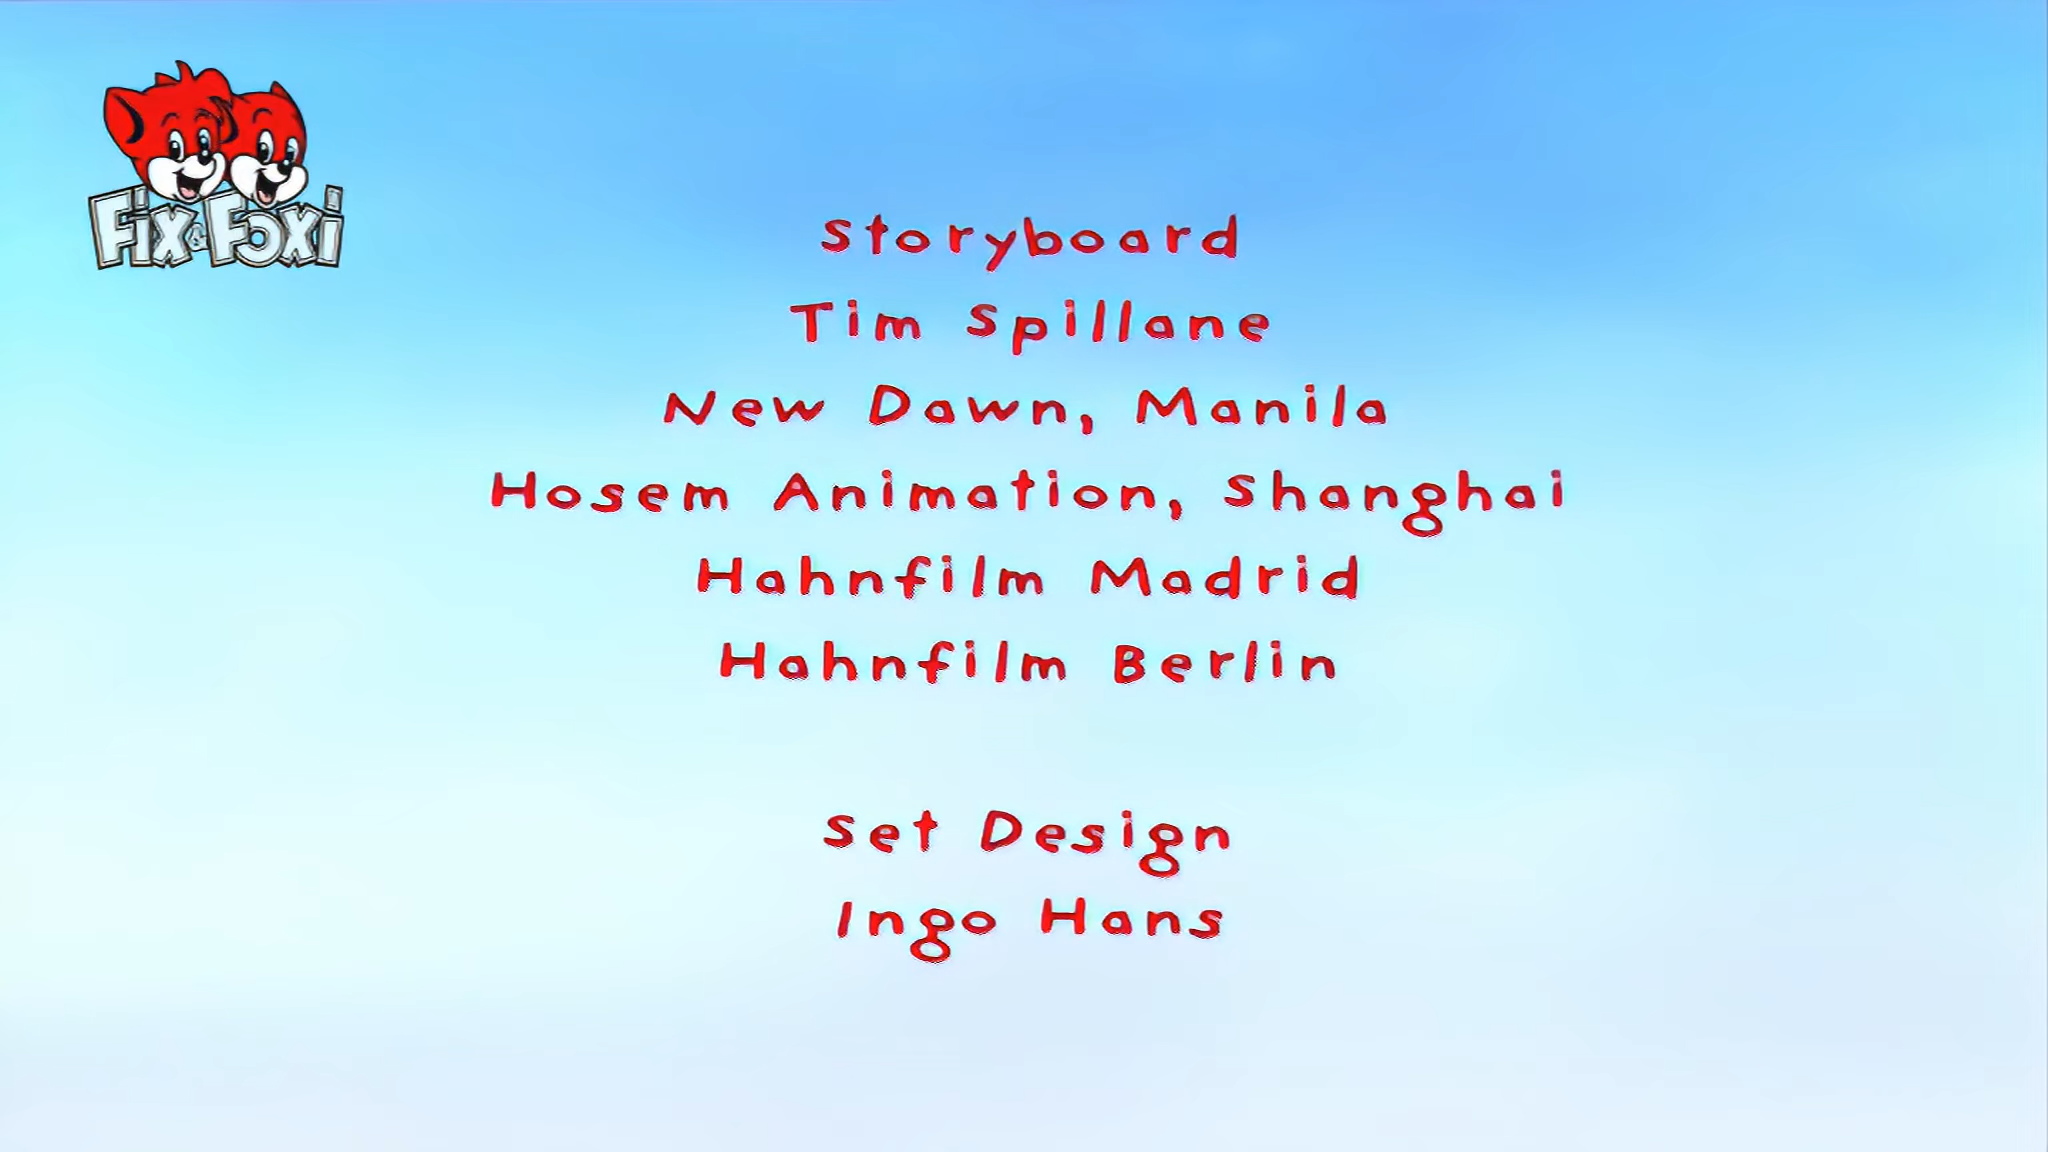 Fix & Foxi
Storyboard
Tim Spillane
New Dawn, Manila
Hosem Animation, Shanghai
Hahnfilm Madrid
Hahnfilm Berlin
Set Design
Ingo Hans